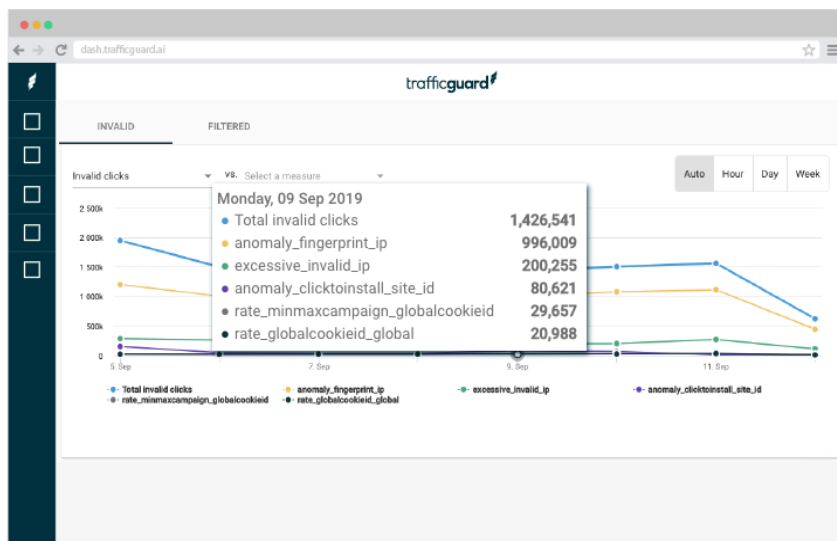 dash.trafficguard.ai
trafficguard
INVALID FILTERED
Invalid clicks vs. Select a measure Auto Hour Day Week
Monday, 09 Sep 2019
Total invalid clicks 1,426,541
anomaly_fingerprint_ip 996,009
excessive_invalid_ip 200,255
anomaly_clicktoinstall_site_id 80,621
rate_minmaxcampaign_globalcookieid 29,657
rate_globalcookieid_global 20,988
2 500k
2 000k
1 500k
1 000k
500k
0
5. Sep 7. Sep 9. Sep 11. Sep
Total invalid clicks anomaly_fingerprint_ip excessive_invalid_ip anomaly_clicktoinstall_site_id
rate_minmaxcampaign_globalcookieid rate_globalcookieid_global